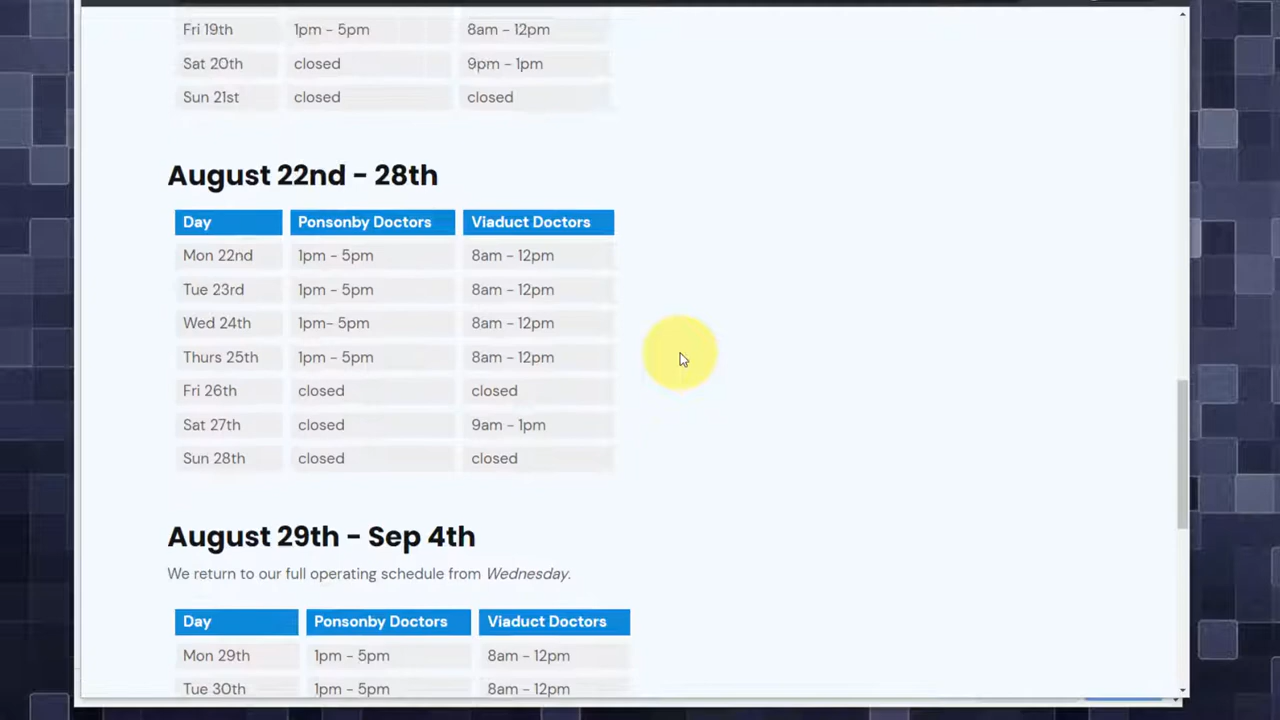 Fri 19th 1pm - 5pm 8am - 12pm
Sat 20th closed 9pm - 1pm
Sun 21st closed closed
August 22nd - 28th
Day Ponsonby Doctors Viaduct Doctors
Mon 22nd 1pm - 5pm 8am - 12pm
Tue 23rd 1pm - 5pm 8am - 12pm
Wed 24th 1pm- 5pm 8am - 12pm
Thurs 25th 1pm - 5pm 8am - 12pm
Fri 26th closed closed
Sat 27th closed 9am - 1pm
Sun 28th closed closed
August 29th - Sep 4th
We return to our full operating schedule from Wednesday.
Day Ponsonby Doctors Viaduct Doctors
Mon 29th 1pm - 5pm 8am - 12pm
Tue 30th 1pm - 5pm 8am - 12pm